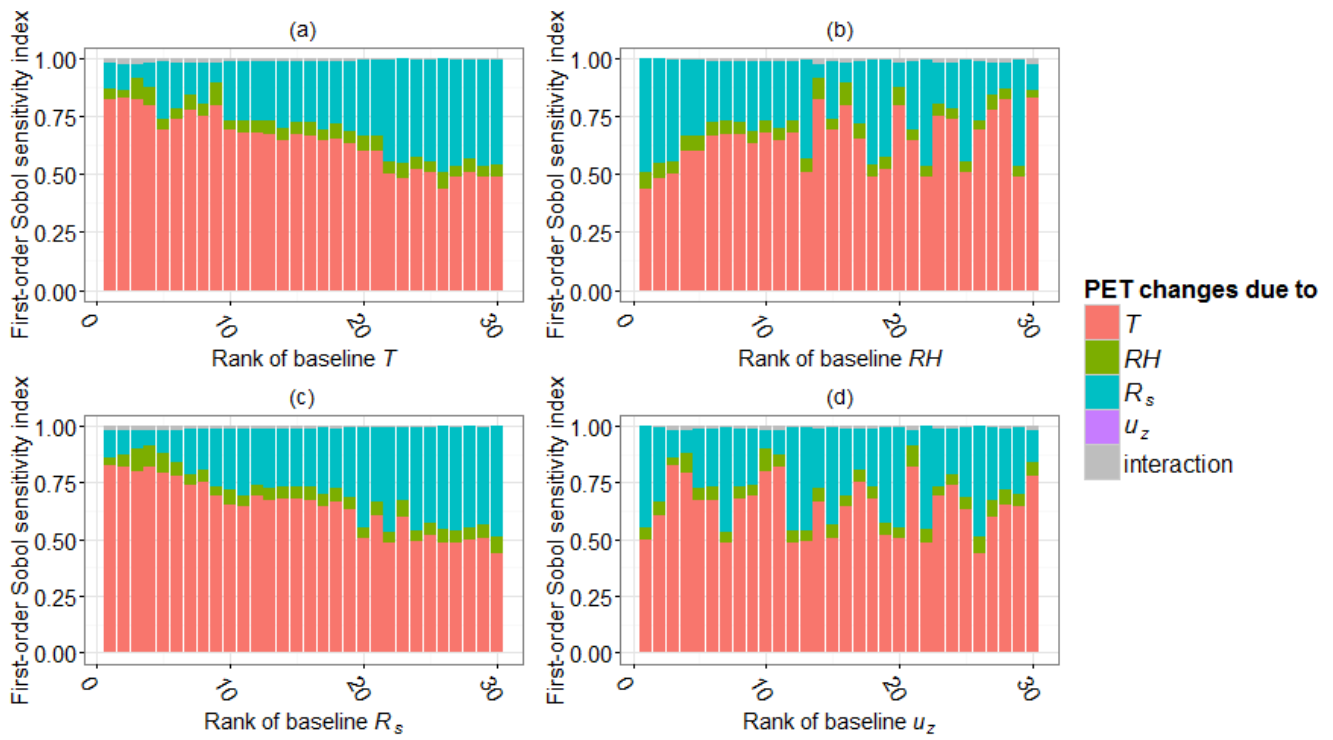 (a)
First-order Sobol sensitivity index
1.00
0.75
0.50
0.25
0.00
0
10
20
30
Rank of baseline T
(b)
First-order Sobol sensitivity index
1.00
0.75
0.50
0.25
0.00
0
10
20
30
Rank of baseline RH
(c)
First-order Sobol sensitivity index
1.00
0.75
0.50
0.25
0.00
0
10
20
30
Rank of baseline R s
(d)
First-order Sobol sensitivity index
1.00
0.75
0.50
0.25
0.00
0
10
20
30
Rank of baseline u z
PET changes due to
T
RH
R s
u z
interaction